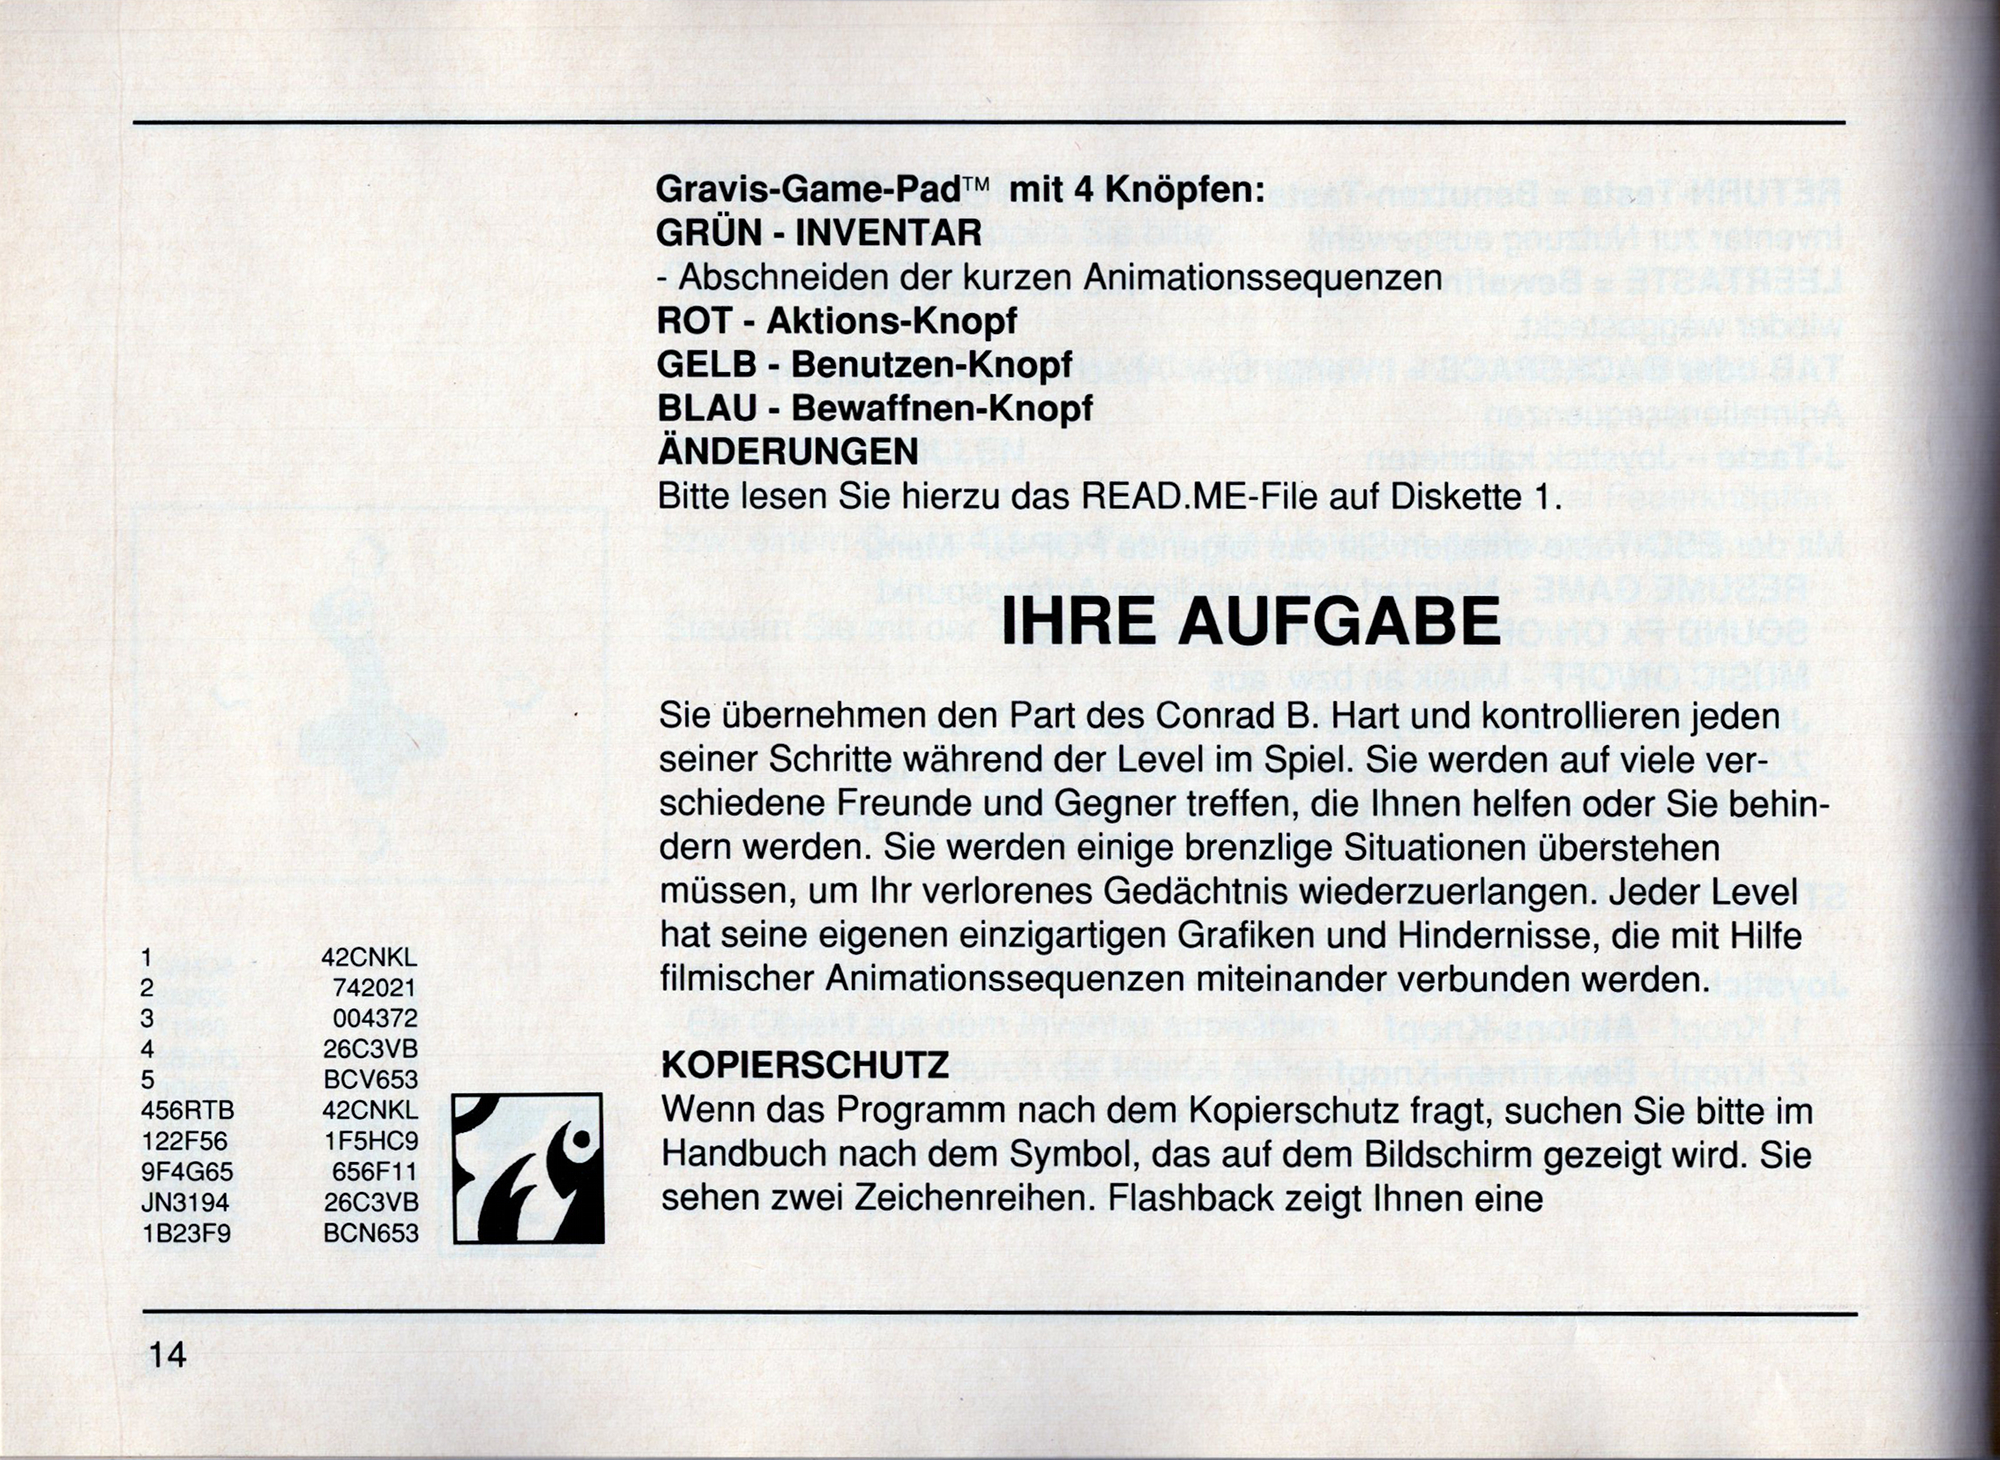 Gravis-Game-Pad™ mit 4 Knöpfen:
GRÜN - INVENTAR
- Abschneiden der kurzen Animationssequenzen
ROT - Aktions-Knopf
GELB - Benutzen-Knopf
BLAU - Bewaffnen-Knopf
ÄNDERUNGEN
Bitte lesen Sie hierzu das READ.ME-File auf Diskette 1.
IHRE AUFGABE
Sie übernehmen den Part des Conrad B. Hart und kontrollieren jeden
seiner Schritte während der Level im Spiel. Sie werden auf viele ver-
schiedene Freunde und Gegner treffen, die Ihnen helfen oder Sie behin-
dern werden. Sie werden einige brenzlige Situationen überstehen
müssen, um Ihr verlorenes Gedächtnis wiederzuerlangen. Jeder Level
hat seine eigenen einzigartigen Grafiken und Hindernisse, die mit Hilfe
filmischer Animationssequenzen miteinander verbunden werden.
KOPIERSCHUTZ
Wenn das Programm nach dem Kopierschutz fragt, suchen Sie bitte im
Handbuch nach dem Symbol, das auf dem Bildschirm gezeigt wird. Sie
sehen zwei Zeichenreihen. Flashback zeigt Ihnen eine
1 42CNKL
2 742021
3 004372
4 26C3VB
5 BCV653
456RTB 42CNKL
122F56 1F5HC9
9F4G65 656F11
JN3194 26C3VB
1B23F9 BCN653
14